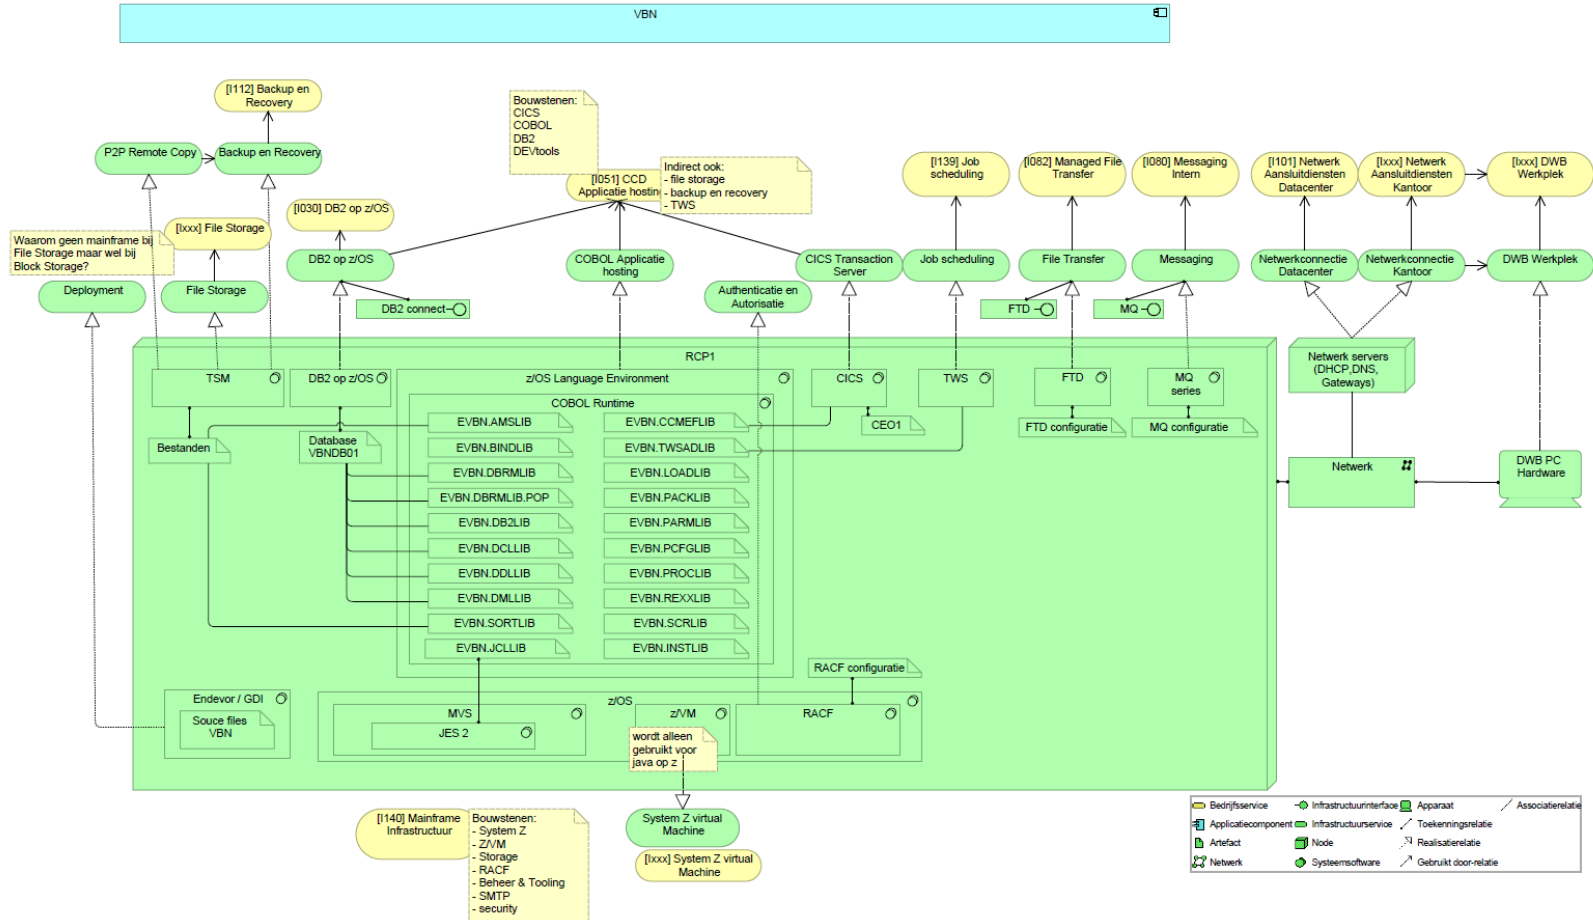 VBN
[I112] Backup en
Recovery
P2P Remote Copy
Backup en Recovery
Bouwstenen:
CICS
COBOL
DB2
DEVtools
[I051] CCD
Applicatie hosting
Indirect ook:
- file storage
- backup en recovery
- TWS
[I139] Job
scheduling
[I082] Managed File
Transfer
[I080] Messaging
Intern
[I101] Netwerk
Aansluitdiensten
Datacenter
[Ixxx] Netwerk
Aansluitdiensten
Kantoor
[Ixxx] DWB
Werkplek
[I030] DB2 op z/OS
[Ixxx] File Storage
Waarom geen mainframe bij
File Storage maar wel bij
Block Storage?
Deployment
File Storage
DB2 op z/OS
DB2 connect
COBOL Applicatie
hosting
Authenticatie en
Autorisatie
CICS Transaction
Server
Job scheduling
File Transfer
FTD
Messaging
MQ
Netwerkconnectie
Datacenter
Netwerkconnectie
Kantoor
DWB Werkplek
RCP1
TSM
DB2 op z/OS
z/OS Language Environment
CICS
TWS
FTD
MQ
series
Netwerk servers
(DHCP,DNS,
Gateways)
COBOL Runtime
CEO1
FTD configuratie
MQ configuratie
Bestanden
Database
VBNDB01
EVBN.AMSLIB
EVBN.CCMEFLIB
EVBN.BINDLIB
EVBN.TWSADLIB
EVBN.DBRMLIB
EVBN.LOADLIB
EVBN.DBRMLIB.POP
EVBN.PACKLIB
EVBN.DB2LIB
EVBN.PARMLIB
EVBN.DCLLIB
EVBN.PCFGLIB
EVBN.DDLLIB
EVBN.PROCLIB
EVBN.DMLLIB
EVBN.REXXLIB
EVBN.SORTLIB
EVBN.SCRLIB
EVBN.JCLLIB
EVBN.INSTLIB
Netwerk
DWB PC
Hardware
RACF configuratie
Endevor / GDI
Souce files
VBN
z/OS
MVS
JES 2
z/VM
wordt alleen
gebruikt voor
java op z
RACF
[I140] Mainframe
Infrastructuur
Bouwstenen:
- System Z
- Z/VM
- Storage
- RACF
- Beheer & Tooling
- SMTP
- security
System Z virtual
Machine
[Ixxx] System Z virtual
Machine
Bedrijfsservice
Infrastructuurinterface
Apparaat
Associatierelatie
Applicatiecomponent
Infrastructuurservice
Toekenningsrelatie
Artefact
Node
Realisatierelatie
Netwerk
Systeemsoftware
Gebruikt door-relatie